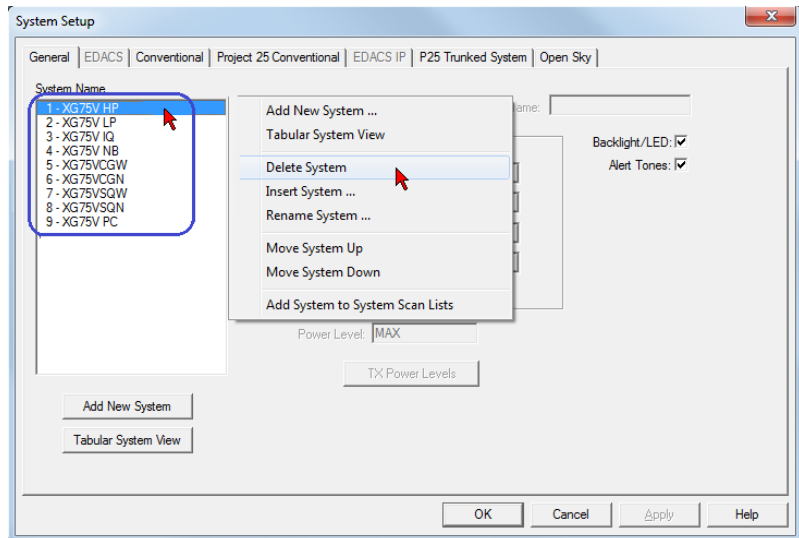 System Setup
General EDACS Conventional Project 25 Conventional EDACS IP P25 Trunked System Open Sky
System Name
1 - XG75V HP
2 - XG75V LP
3 - XG75V IQ
4 - XG75V NB
5 - XG75VCGW
6 - XG75VCGN
7 - XG75VSQW
8 - XG75VSQN
9 - XG75V PC
Add New System ...
Tabular System View
Delete System
Insert System ...
Rename System ...
Move System Up
Move System Down
Add System to System Scan Lists
ame:
Backlight/LED:
Alert Tones:
Power Level: MAX
TX Power Levels
Add New System
Tabular System View
OK Cancel Apply Help